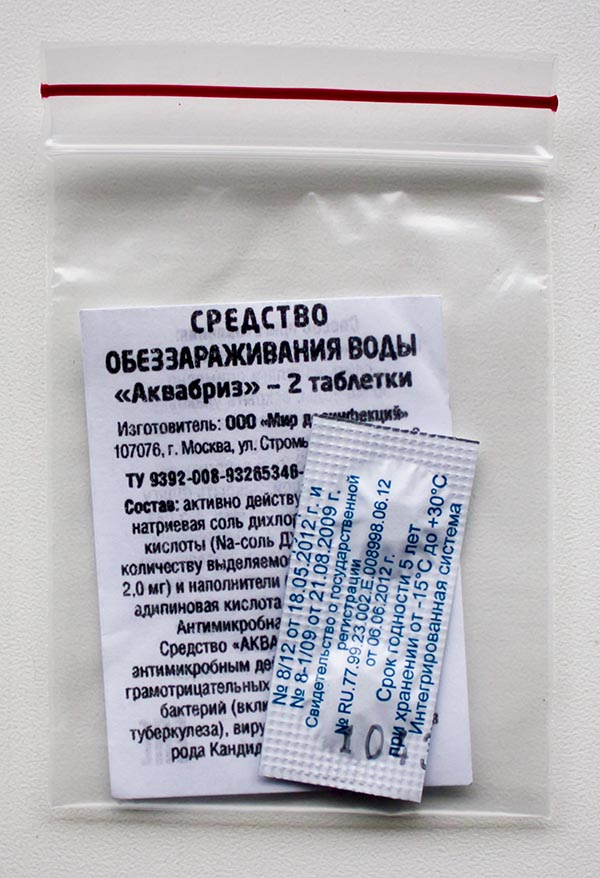 СРЕДСТВО
ОБЕЗЗАРАЖИВАНИЯ ВОДЫ
«Аквабриз» – 2 таблетки
Изготовитель: ООО «Мир дезинфекций»
107076, г. Москва, ул. Стромы
ТУ 9392-008-93265346-
Состав: активно действу
натриевая соль дихлор
кислоты (Na-соль Д
количеству выделяемо
2,0 мг) и наполнители (
адипиновая кислота
Антимикробна
Средство «АКВА
антимикробным де
грамотрицательных
бактерий (вклю
туберкулеза), виру
рода Кандид
№ 8/12 от 18.05.2012 г. и
№ 8-1/09 от 21.08.2009 г.
Свидетельство о государственной
регистрации
№ RU.77.99.23.002.Е.008998.06.12
от 06.06.2012 г.
Срок годности 5 лет
при хранении от -15°С до +30°С
Интегрированная система
104